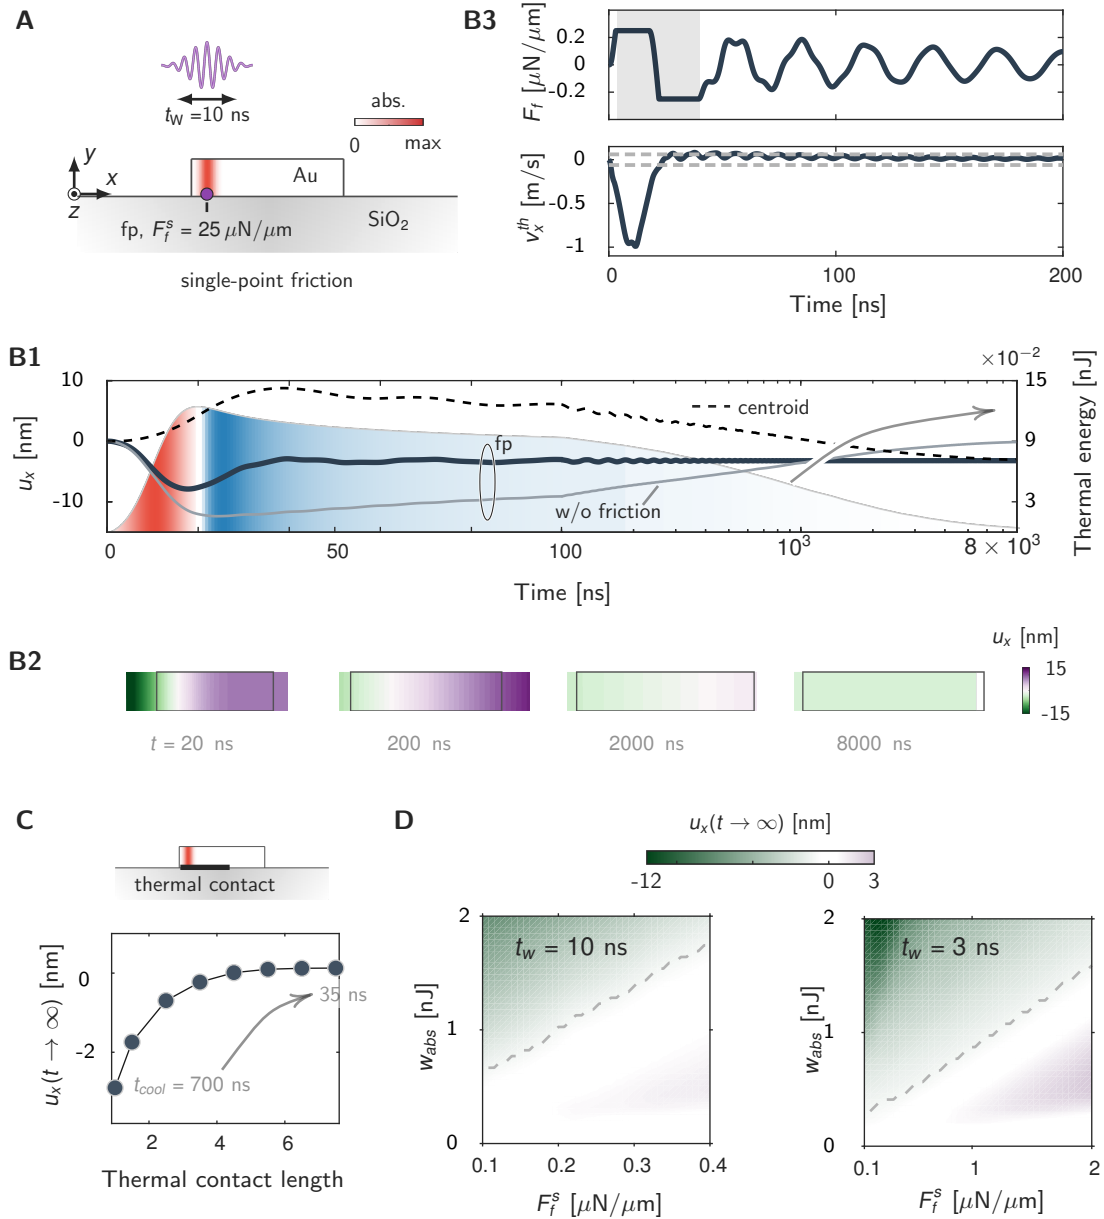 A
t_W =10 ns
abs.
0
max
y
x
z
Au
SiO2
fp, F_f^s = 25 μN/μm
single-point friction
B3
F_f [μN/μm]
0.2
0
-0.2
v_x^th [m/s]
0
-0.5
-1
0
100
200
Time [ns]
B1
×10^−2
u_x [nm]
10
0
-10
centroid
fp
w/o friction
Thermal energy [nJ]
15
9
3
0
50
100
10^3
8 × 10^3
Time [ns]
B2
u_x [nm]
15
-15
t = 20 ns
200 ns
2000 ns
8000 ns
C
thermal contact
u_x(t → ∞) [nm]
0
-2
35 ns
t_cool = 700 ns
2
4
6
Thermal contact length
D
u_x(t → ∞) [nm]
-12
0
3
w_abs [nJ]
2
1
0
t_w = 10 ns
0.1
0.2
0.3
0.4
F_f^s [μN/μm]
w_abs [nJ]
2
1
0
t_w = 3 ns
0.1
1
2
F_f^s [μN/μm]